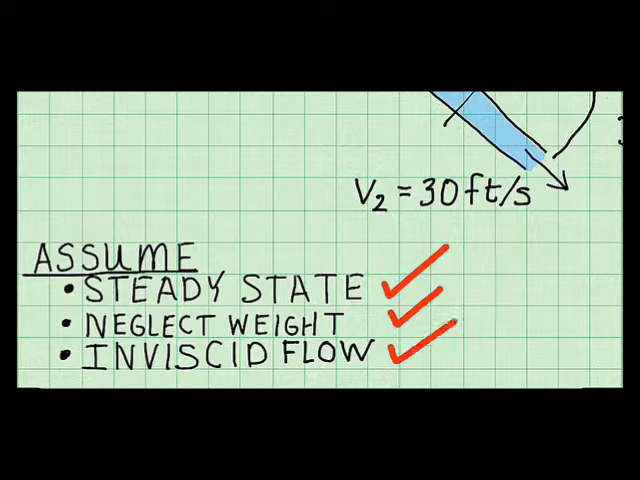 V₂ = 30 ft/s
ASSUME
• STEADY STATE
• NEGLECT WEIGHT
• INVISCID FLOW